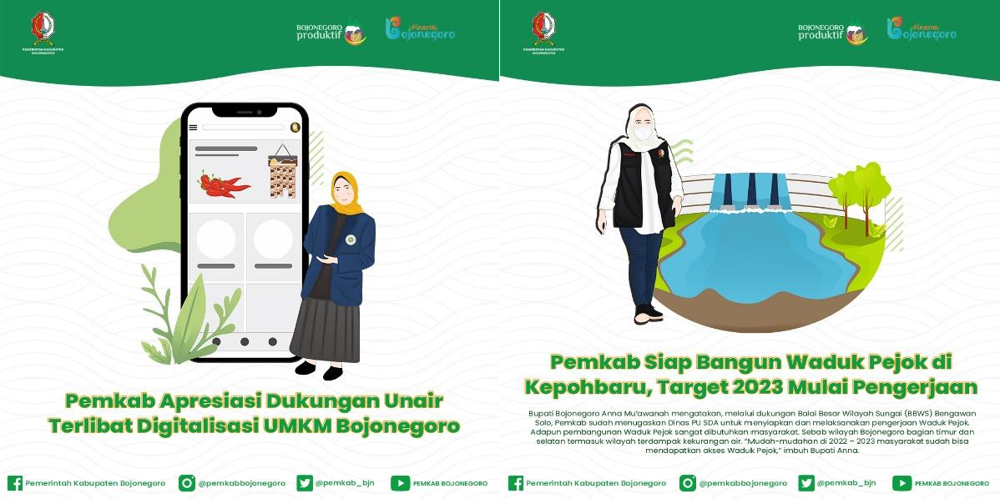 PEMERINTAH KABUPATEN
BOJONEGORO
BOJONEGORO
produktif
Pinarak
Bojonegoro
Pemkab Apresiasi Dukungan Unair
Terlibat Digitalisasi UMKM Bojonegoro
Pemerintah Kabupaten Bojonegoro
@pemkabbojonegoro
@pemkab_bjn
PEMKAB BOJONEGORO
PEMERINTAH KABUPATEN
BOJONEGORO
BOJONEGORO
produktif
Pinarak
Bojonegoro
Pemkab Siap Bangun Waduk Pejok di
Kepohbaru, Target 2023 Mulai Pengerjaan
Bupati Bojonegoro Anna Mu'awanah mengatakan, melalui dukungan Balai Besar Wilayah Sungai (BBWS) Bengawan
Solo, Pemkab sudah menugaskan Dinas PU SDA untuk menyiapkan dan melaksanakan pengerjaan Waduk Pejok.
Adapun pembangunan Waduk Pejok sangat dibutuhkan masyarakat. Sebab wilayah Bojonegoro bagian timur dan
selatan termasuk wilayah terdampak kekurangan air. "Mudah-mudahan di 2022 – 2023 masyarakat sudah bisa
mendapatkan akses Waduk Pejok," imbuh Bupati Anna.
Pemerintah Kabupaten Bojonegoro
@pemkabbojonegoro
@pemkab_bjn
PEMKAB BOJONEGORO